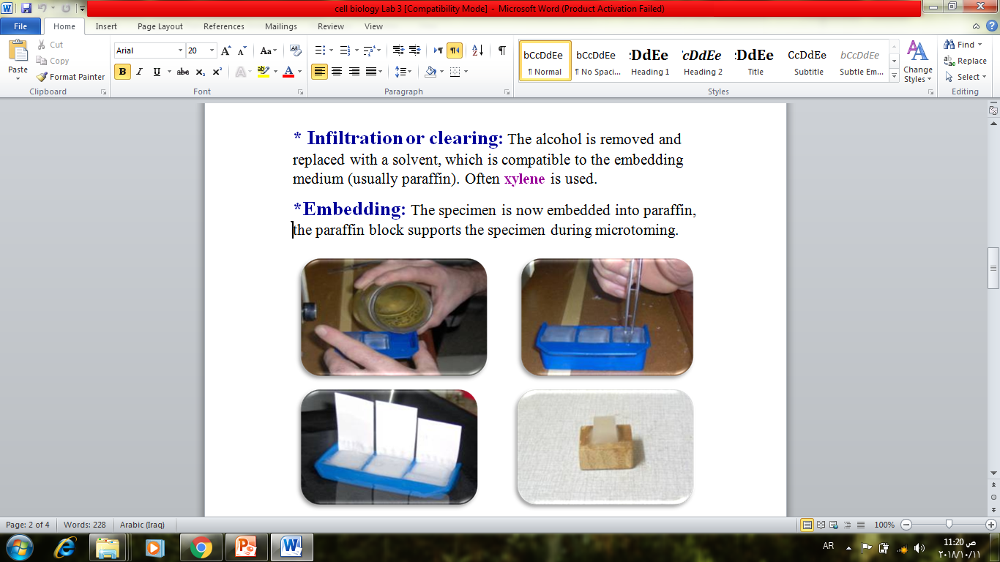 cell biology Lab 3 [Compatibility Mode] - Microsoft Word (Product Activation Failed)
File Home Insert Page Layout References Mailings Review View
Paste
Cut
Copy
Format Painter
Clipboard
Arial 20
Font
Paragraph
bCcDdEe bCcDdEe :DdEe 'cDdEe :DdEe CcDdEe bCcDdEe
¶ Normal ¶ No Spaci... Heading 1 Heading 2 Title Subtitle Subtle Em...
Styles
Change Styles
Find
Replace
Select
Editing
* Infiltration or clearing: The alcohol is removed and
replaced with a solvent, which is compatible to the embedding
medium (usually paraffin). Often xylene is used.
*Embedding: The specimen is now embedded into paraffin,
the paraffin block supports the specimen during microtoming.
Page: 2 of 4 Words: 228 Arabic (Iraq) 100%
AR
11:20 ص
٢٠١٨/١٠/١١